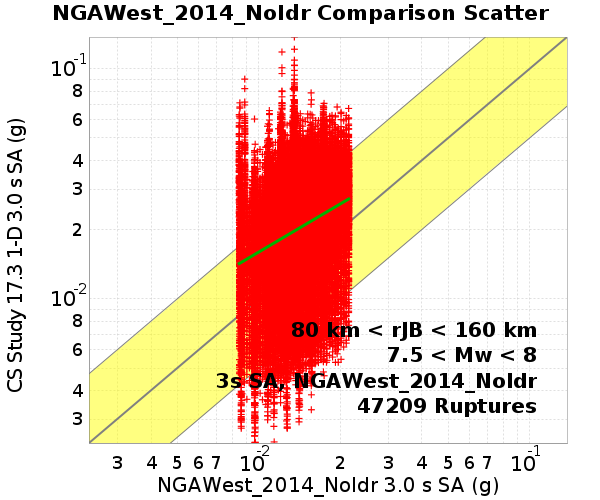 NGAWest_2014_NoIdr Comparison Scatter
CS Study 17.3 1-D 3.0 s SA (g)
10-1
8
6
4
3
2
10-2
8
6
4
3
80 km < rJB < 160 km
7.5 < Mw < 8
3s SA, NGAWest_2014_NoIdr
47209 Ruptures
3 4 5 6 7 10-2 2 3 4 5 6 7 10-1
NGAWest_2014_NoIdr 3.0 s SA (g)